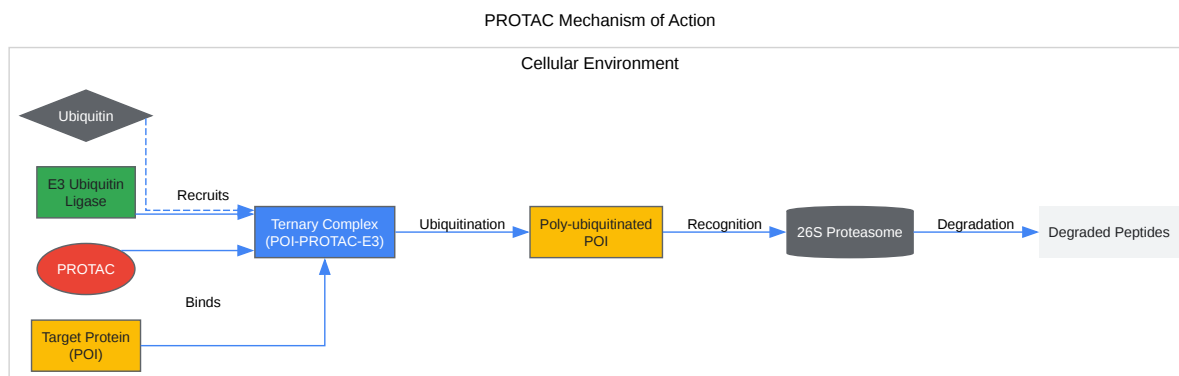 PROTAC Mechanism of Action
Cellular Environment
Ubiquitin
E3 Ubiquitin
Ligase
Recruits
PROTAC
Binds
Target Protein
(POI)
Ternary Complex
(POI-PROTAC-E3)
Ubiquitination
Poly-ubiquitinated
POI
Recognition
26S Proteasome
Degradation
Degraded Peptides